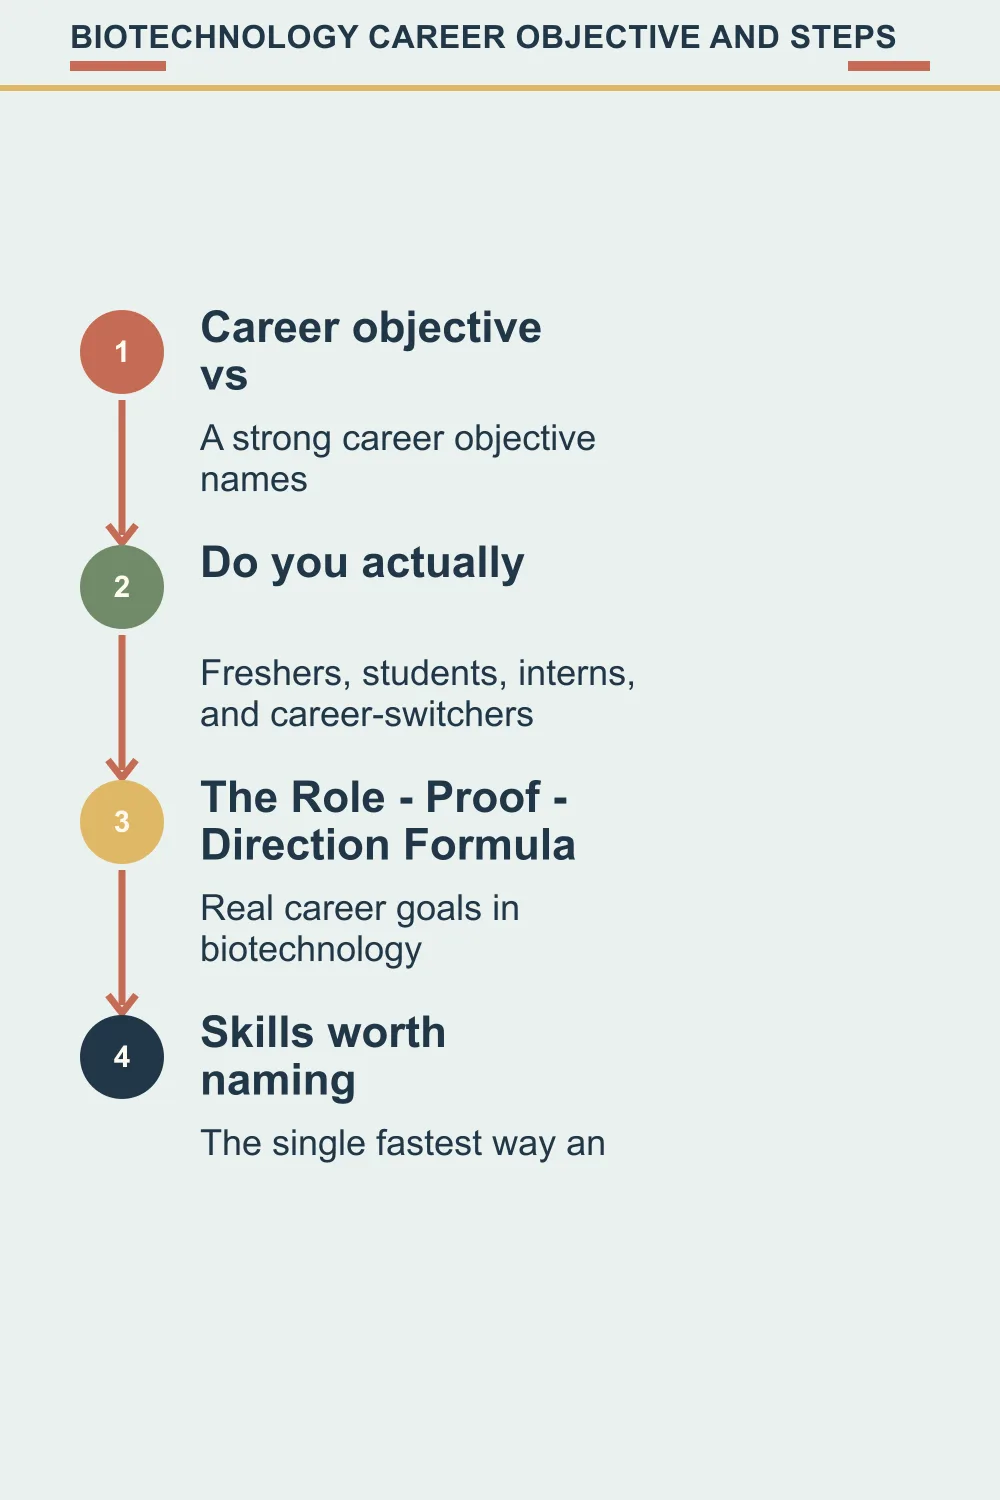 BIOTECHNOLOGY CAREER OBJECTIVE AND STEPS
1
Career objective
vs
A strong career objective
names
2
Do you actually
Freshers, students, interns,
and career-switchers
3
The Role - Proof -
Direction Formula
Real career goals in
biotechnology
4
Skills worth
naming
The single fastest way an